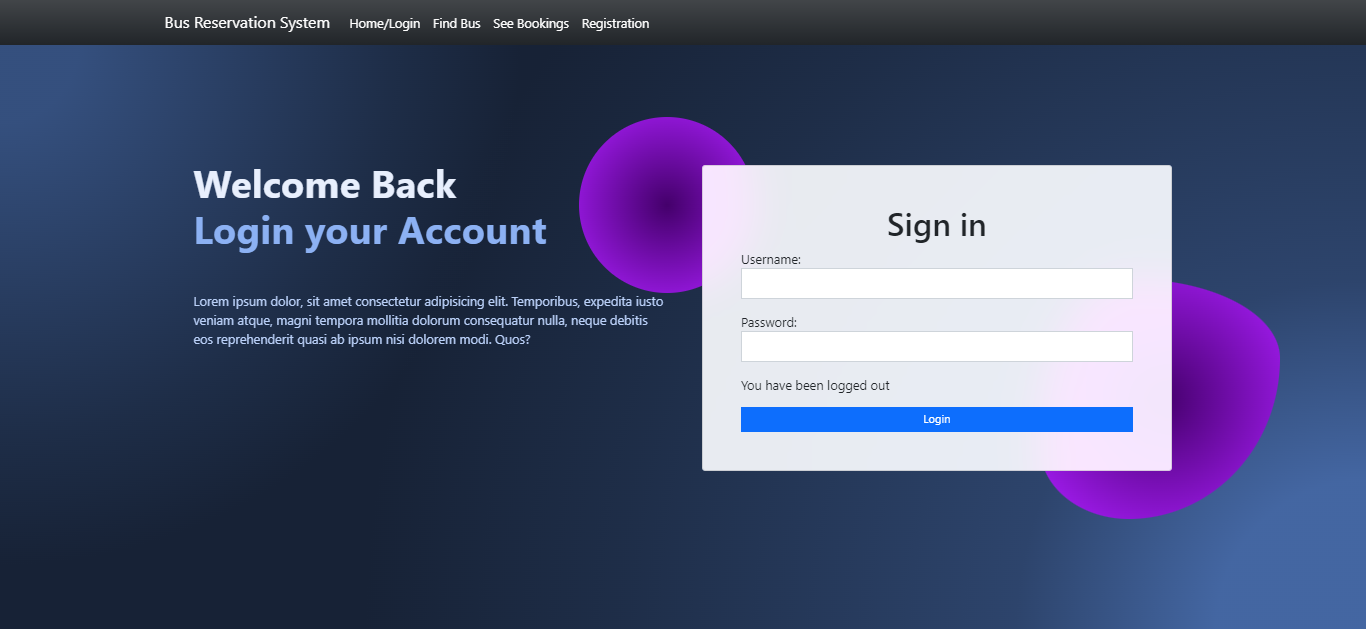 Bus Reservation System Home/Login Find Bus See Bookings Registration
Welcome Back
Login your Account
Lorem ipsum dolor, sit amet consectetur adipisicing elit. Temporibus, expedita iusto
veniam atque, magni tempora mollitia dolorum consequatur nulla, neque debitis
eos reprehenderit quasi ab ipsum nisi dolorem modi. Quos?
Sign in
Username:
Password:
You have been logged out
Login